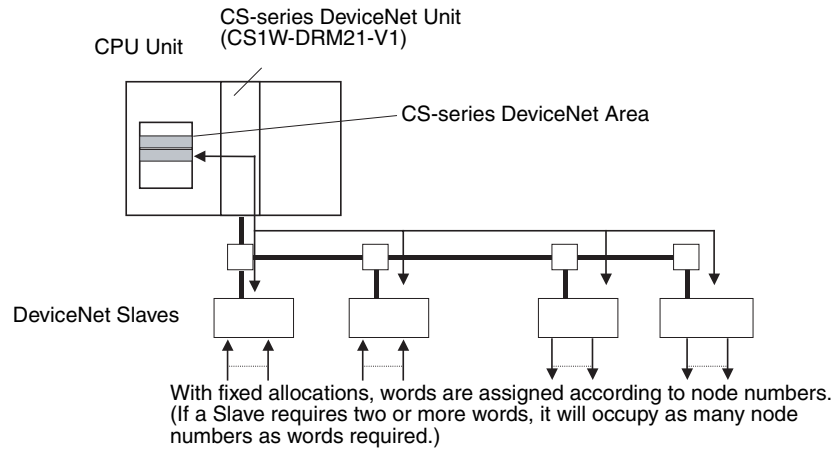 CS-series DeviceNet Unit
(CS1W-DRM21-V1)
CPU Unit
CS-series DeviceNet Area
DeviceNet Slaves
With fixed allocations, words are assigned according to node numbers.
(If a Slave requires two or more words, it will occupy as many node
numbers as words required.)